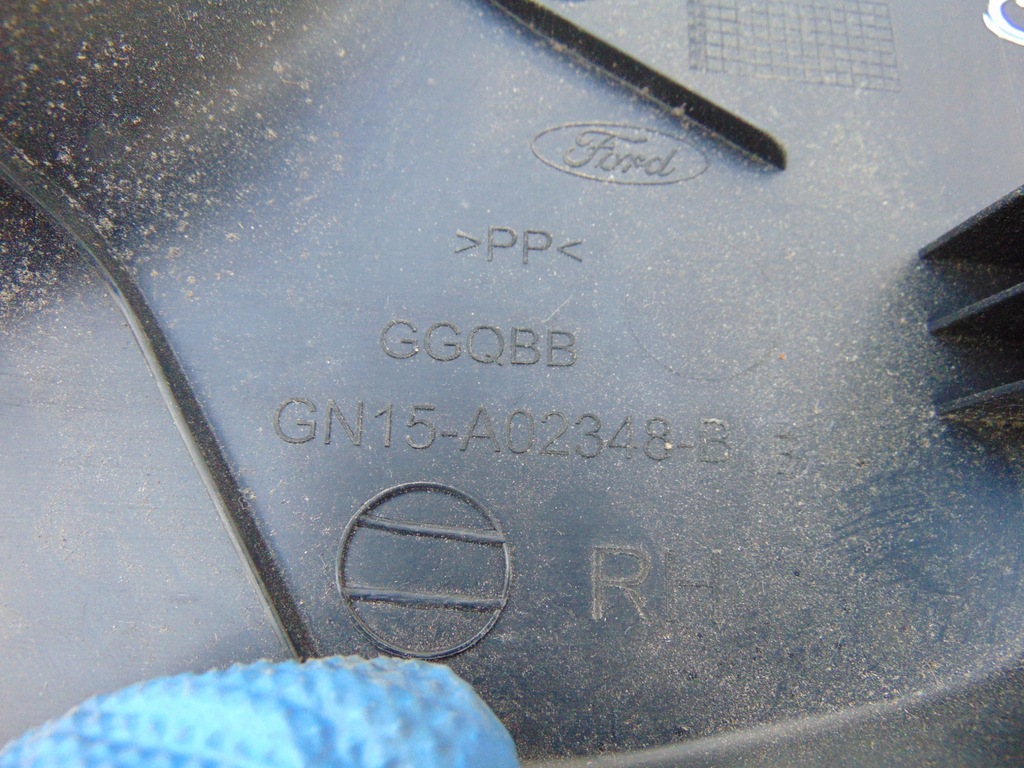 Ford
>PP<
GGQBB
GN15-A02348-B
RH